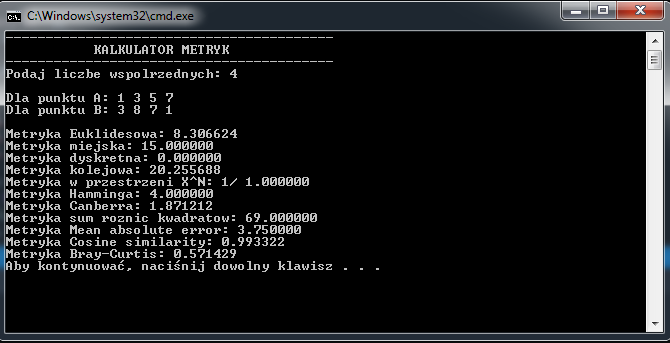 C:\Windows\system32\cmd.exe
KALKULATOR METRYK
Podaj liczbe wspolrzednych: 4
Dla punktu A: 1 3 5 7
Dla punktu B: 3 8 7 1
Metryka Euklidesowa: 8.306624
Metryka miejska: 15.000000
Metryka dyskretna: 0.000000
Metryka kolejowa: 20.255688
Metryka w przestrzeni X^N: 1/ 1.000000
Metryka Hamminga: 4.000000
Metryka Canberra: 1.871212
Metryka sum roznic kwadratow: 69.000000
Metryka Mean absolute error: 3.750000
Metryka Cosine similarity: 0.993322
Metryka Bray-Curtis: 0.571429
Aby kontynuować, naciśnij dowolny klawisz . . .